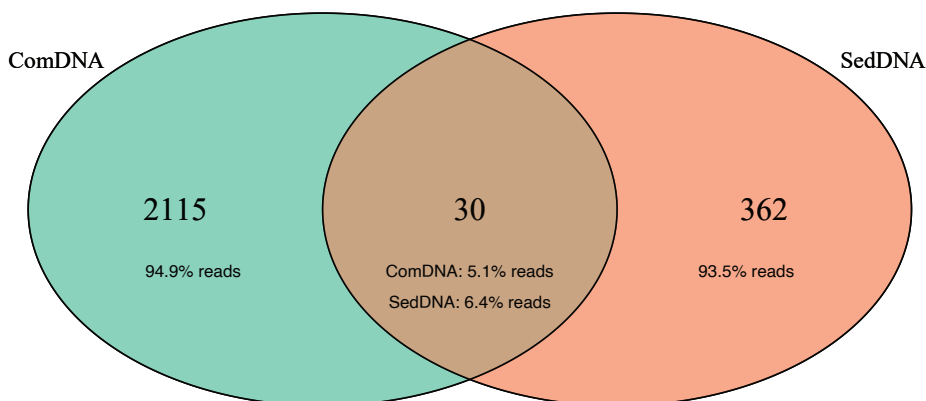 ComDNA
SedDNA
2115
30
362
94.9% reads
ComDNA: 5.1% reads
93.5% reads
SedDNA: 6.4% reads